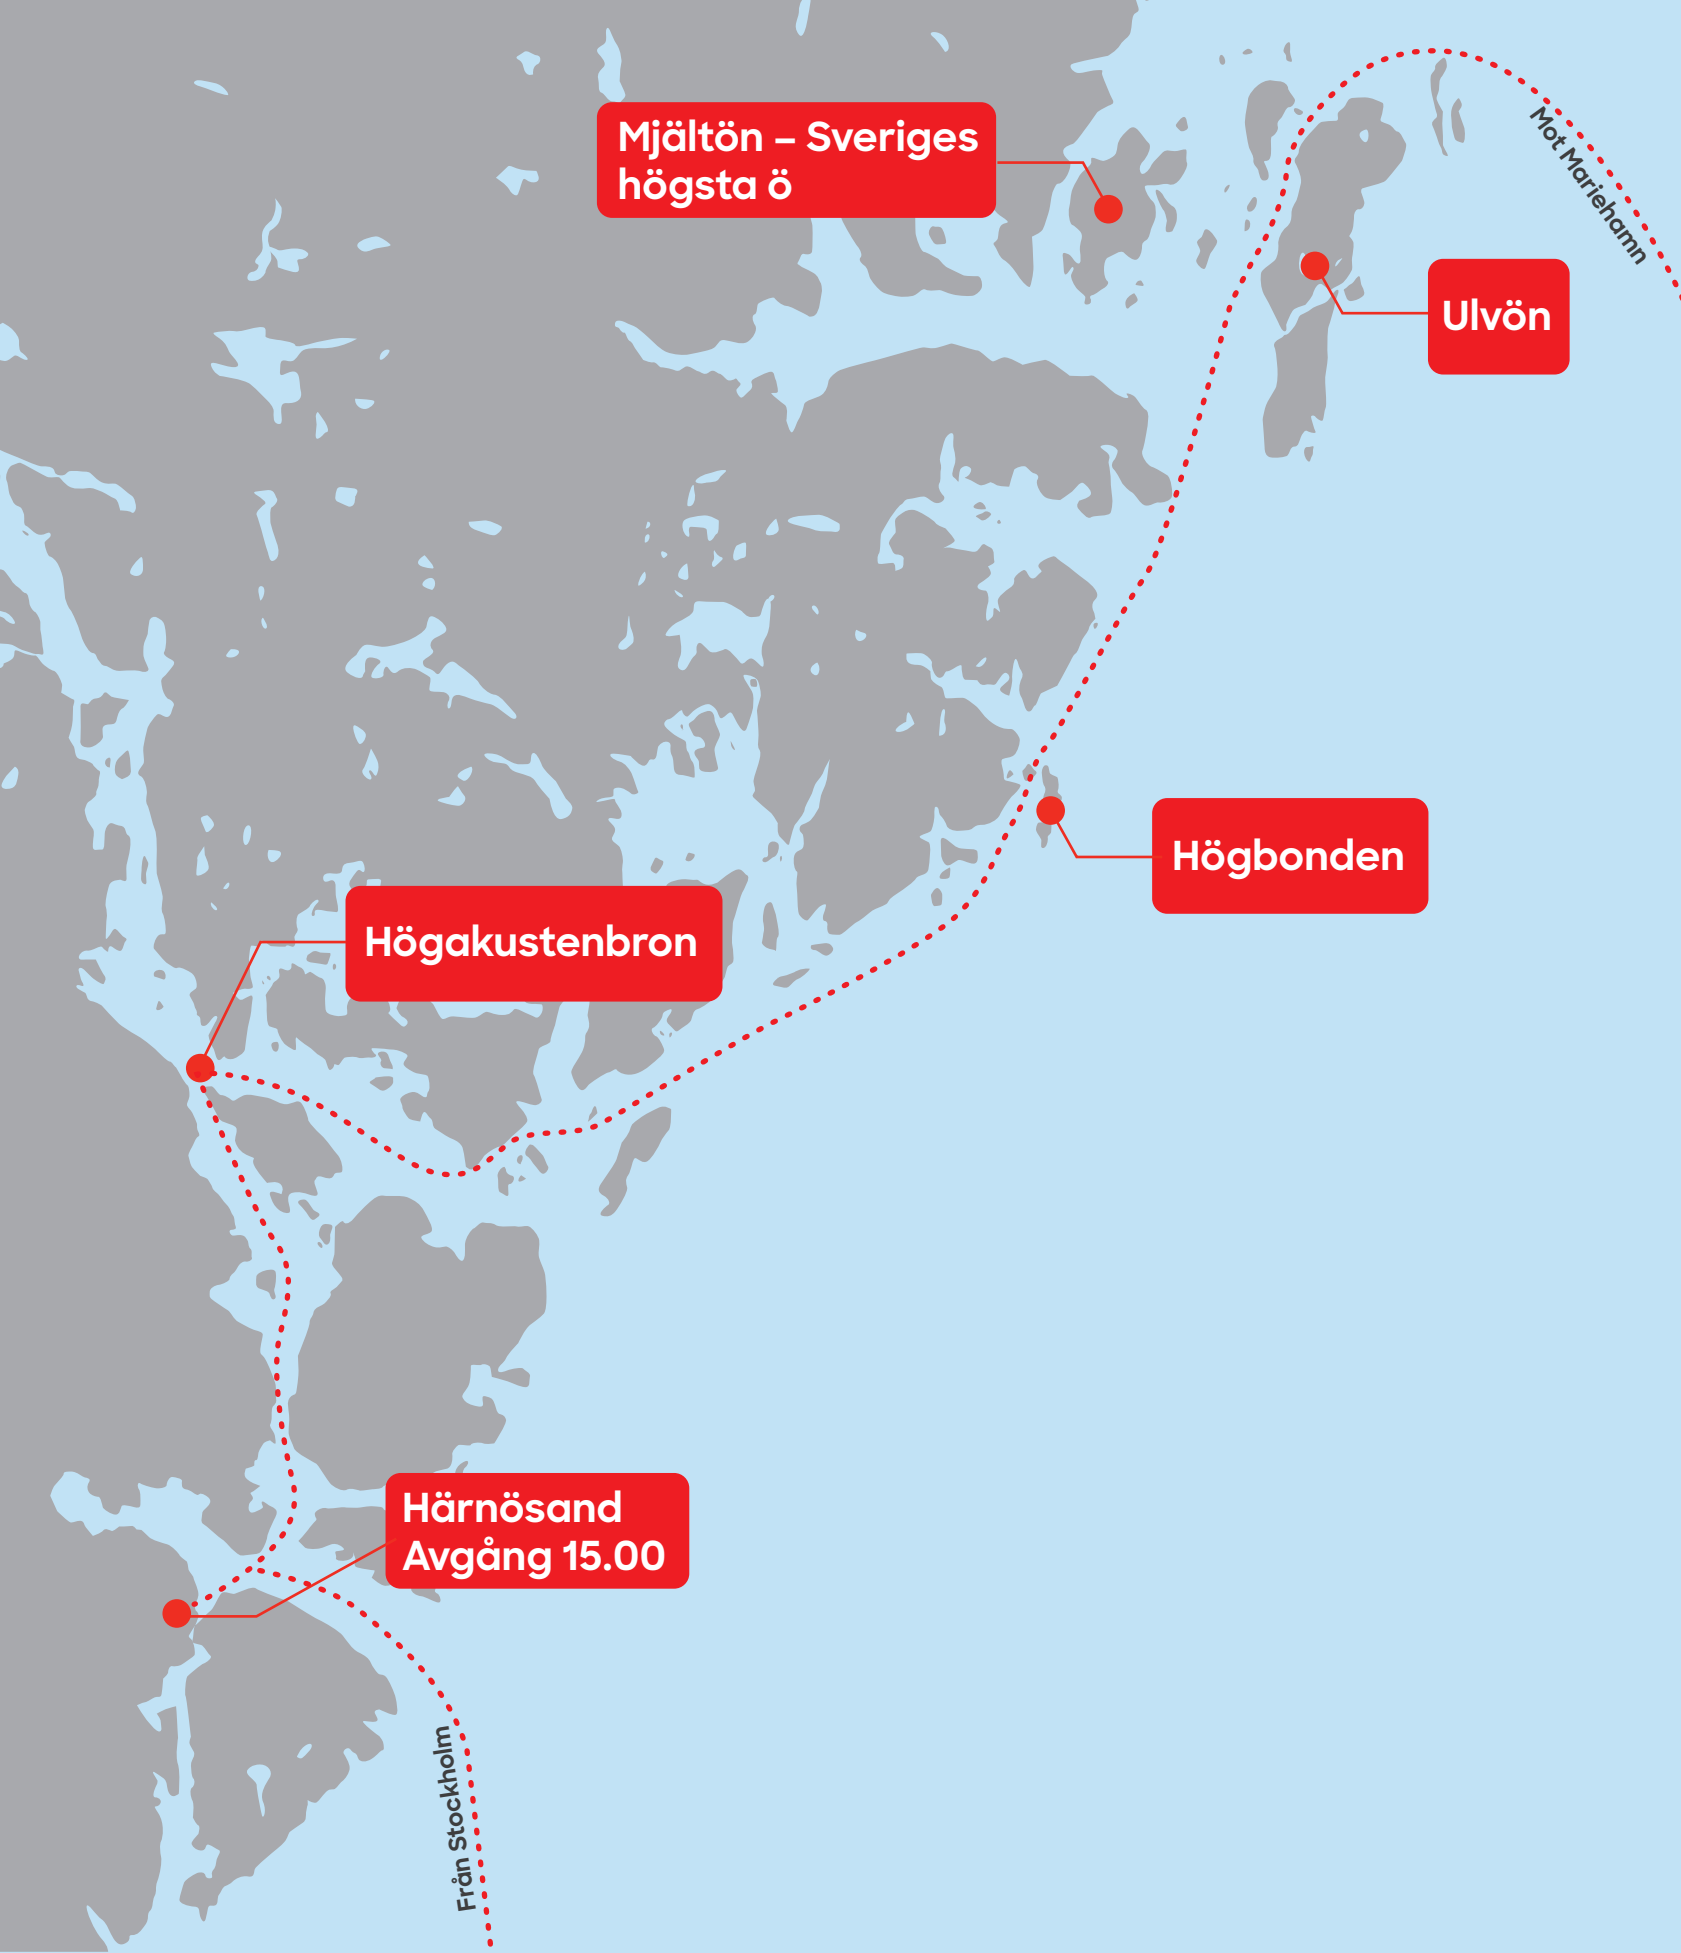 Mjältön – Sveriges
högsta ö
Mot Mariehamn
Ulvön
Högbonden
Högakustenbron
Härnösand
Avgång 15.00
Från Stockholm